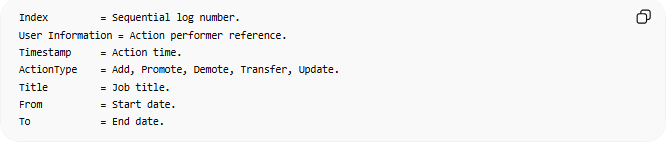 Index         = Sequential log number.
User Information = Action performer reference.
Timestamp     = Action time.
ActionType    = Add, Promote, Demote, Transfer, Update.
Title         = Job title.
From          = Start date.
To            = End date.